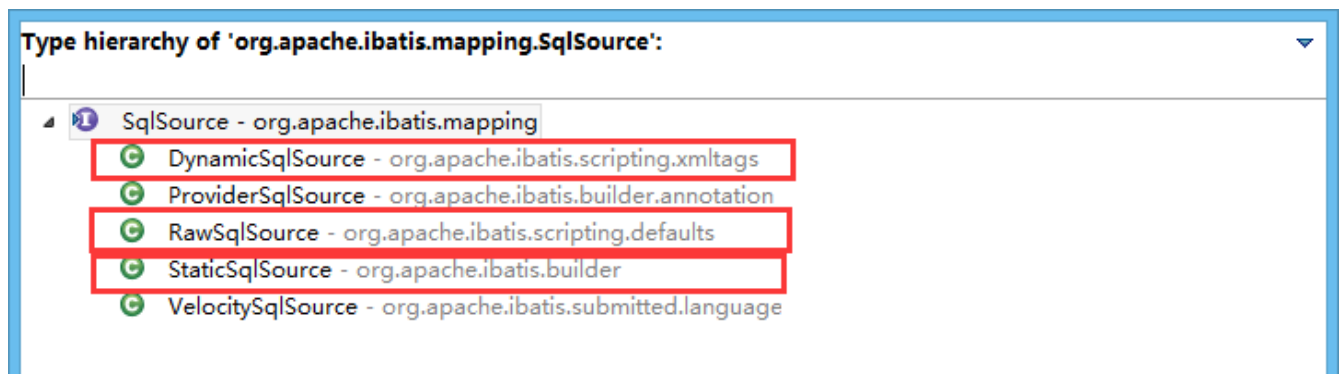 Type hierarchy of 'org.apache.ibatis.mapping.SqlSource':
SqlSource - org.apache.ibatis.mapping
DynamicSqlSource - org.apache.ibatis.scripting.xmltags
ProviderSqlSource - org.apache.ibatis.builder.annotation
RawSqlSource - org.apache.ibatis.scripting.defaults
StaticSqlSource - org.apache.ibatis.builder
VelocitySqlSource - org.apache.ibatis.submitted.language